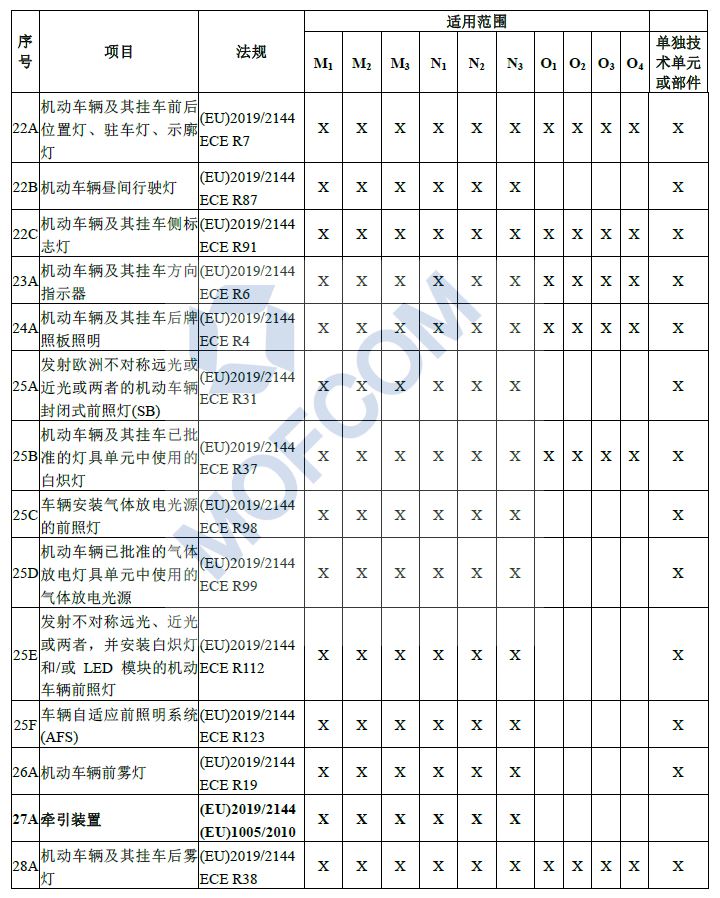 序号 项目 法规 适用范围 单独技术单元或部件
M1 M2 M3 N1 N2 N3 O1 O2 O3 O4
22A 机动车辆及其挂车前后位置灯、驻车灯、示廓灯 (EU)2019/2144 ECE R7 X X X X X X X X X X X
22B 机动车辆昼间行驶灯 (EU)2019/2144 ECE R87 X X X X X X X
22C 机动车辆及其挂车侧标志灯 (EU)2019/2144 ECE R91 X X X X X X X X X X X
23A 机动车辆及其挂车方向指示器 (EU)2019/2144 ECE R6 X X X X X X X X X X X
24A 机动车辆及其挂车后牌照板照明 (EU)2019/2144 ECE R4 X X X X X X X X X X X
25A 发射欧洲不对称远光或近光或两者的机动车辆封闭式前照灯(SB) (EU)2019/2144 ECE R31 X X X X X X X
25B 机动车辆及其挂车已批准的灯具单元中使用的白炽灯 (EU)2019/2144 ECE R37 X X X X X X X X X X X
25C 车辆安装气体放电光源的前照灯 (EU)2019/2144 ECE R98 X X X X X X X
25D 机动车辆已批准的气体放电灯具单元中使用的气体放电光源 (EU)2019/2144 ECE R99 X X X X X X X
25E 发射不对称远光、近光或两者，并安装白炽灯和/或 LED 模块的机动车辆前照灯 (EU)2019/2144 ECE R112 X X X X X X X
25F 车辆自适应前照明系统(AFS) (EU)2019/2144 ECE R123 X X X X X X X
26A 机动车辆前雾灯 (EU)2019/2144 ECE R19 X X X X X X X
27A 牵引装置 (EU)2019/2144 (EU)1005/2010 X X X X X X
28A 机动车辆及其挂车后雾灯 (EU)2019/2144 ECE R38 X X X X X X X X X X X
MOFCOM